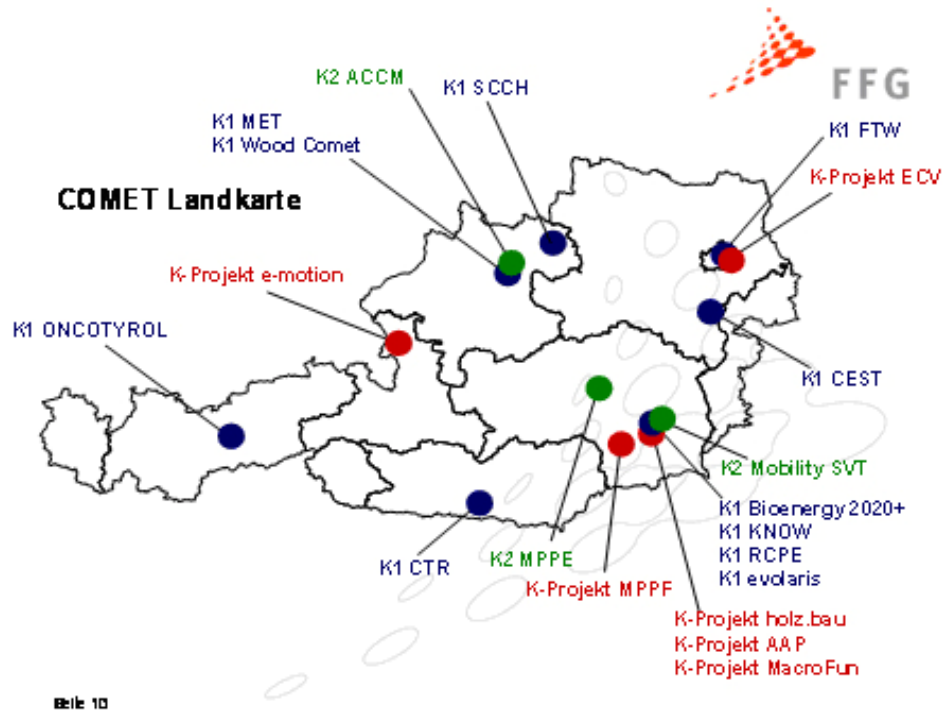 FFG
K2 ACCM
K1 SCCH
K1 MET
K1 Wood Comet
K1 FTW
K-Projekt ECV
COMET Landkarte
K-Projekt e-motion
K1 ONCOTYROL
K1 CEST
K2 Mobility SVT
K1 Bioenergy 2020+
K1 KNOW
K1 RCPE
K1 evolaris
K2 MPPE
K1 CTR
K-Projekt MPPF
K-Projekt holz.bau
K-Projekt AAP
K-Projekt MacroFun
Seite 10